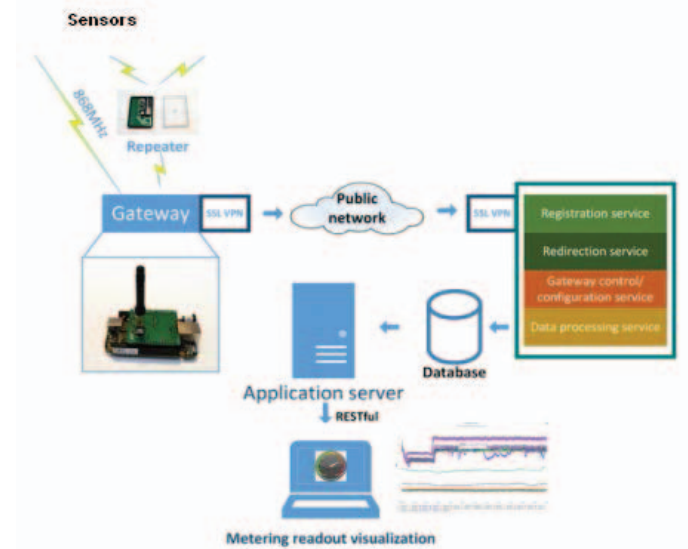 Sensors
868MHz
Repeater
Gateway
SSL VPN
Public
network
SSL VPN
Registration service
Redirection service
Gateway control/
configuration service
Data processing service
Database
Application server
RESTful
Metering readout visualization